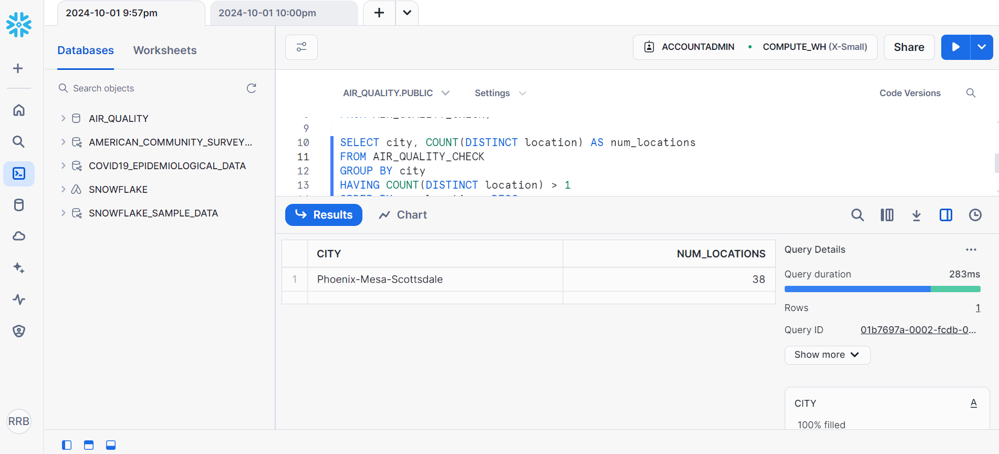 2024-10-01 9:57pm
2024-10-01 10:00pm
Databases
Worksheets
ACCOUNTADMIN
COMPUTE_WH (X-Small)
Share
Search objects
AIR_QUALITY.PUBLIC
Settings
Code Versions
AIR_QUALITY
AMERICAN_COMMUNITY_SURVEY...
COVID19_EPIDEMIOLOGICAL_DATA
SNOWFLAKE
SNOWFLAKE_SAMPLE_DATA
9
10 SELECT city, COUNT(DISTINCT location) AS num_locations
11 FROM AIR_QUALITY_CHECK
12 GROUP BY city
13 HAVING COUNT(DISTINCT location) > 1
Results
Chart
CITY NUM_LOCATIONS
1 Phoenix-Mesa-Scottsdale 38
Query Details
Query duration 283ms
Rows 1
Query ID 01b7697a-0002-fcdb-0...
Show more
CITY A
100% filled
RRB